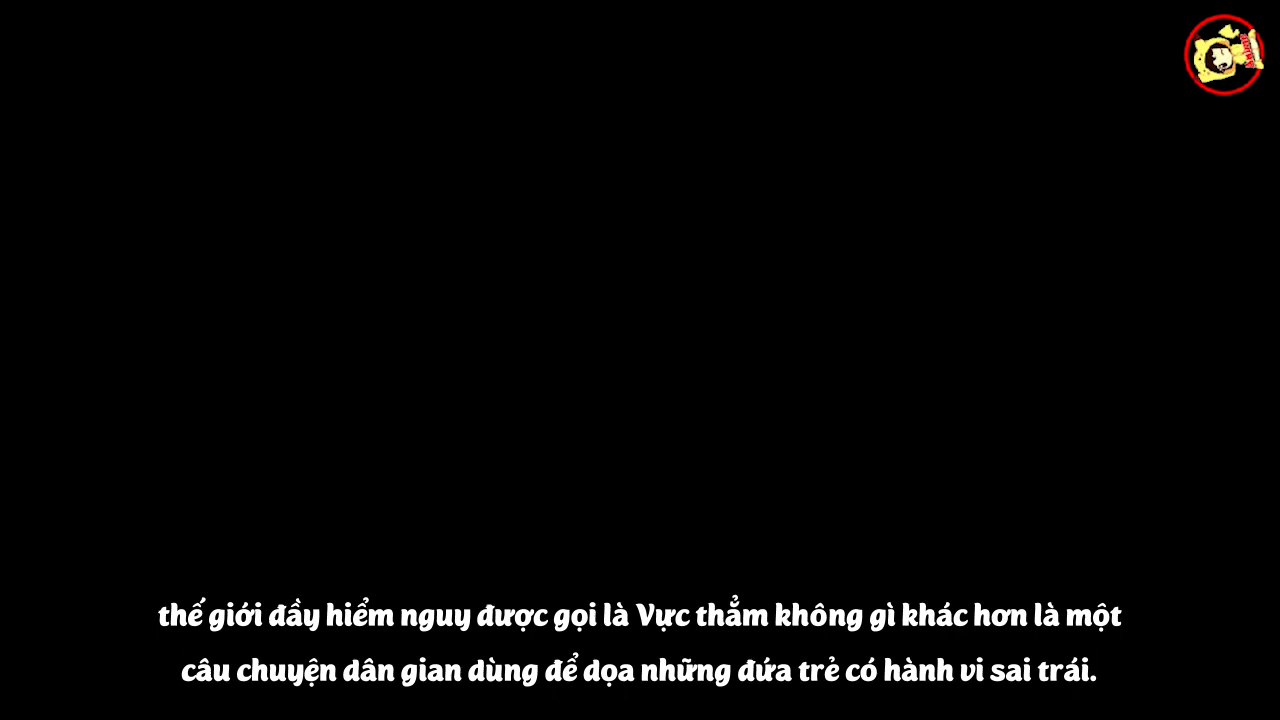 thế giới đầy hiểm nguy được gọi là Vực thẳm không gì khác hơn là một
câu chuyện dân gian dùng để dọa những đứa trẻ có hành vi sai trái.